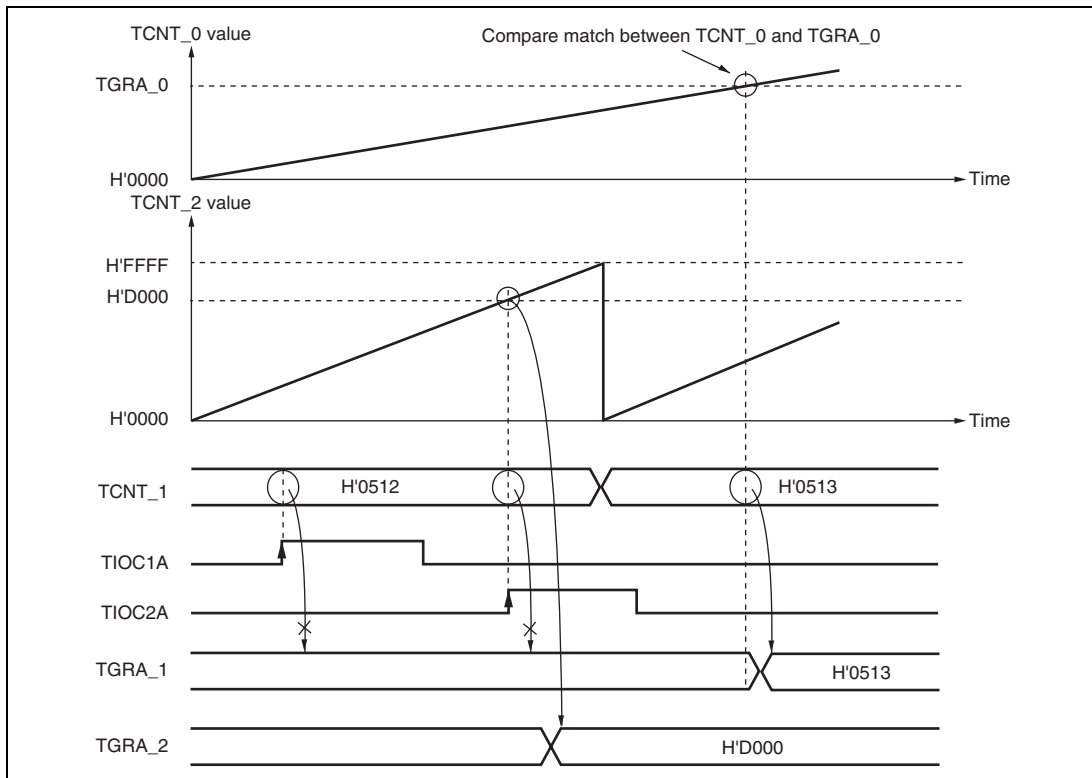 TCNT_0 value
Compare match between TCNT_0 and TGRA_0
TGRA_0
H'0000
Time
TCNT_2 value
H'FFFF
H'D000
H'0000
Time
TCNT_1
H'0512
H'0513
TIOC1A
TIOC2A
TGRA_1
H'0513
TGRA_2
H'D000